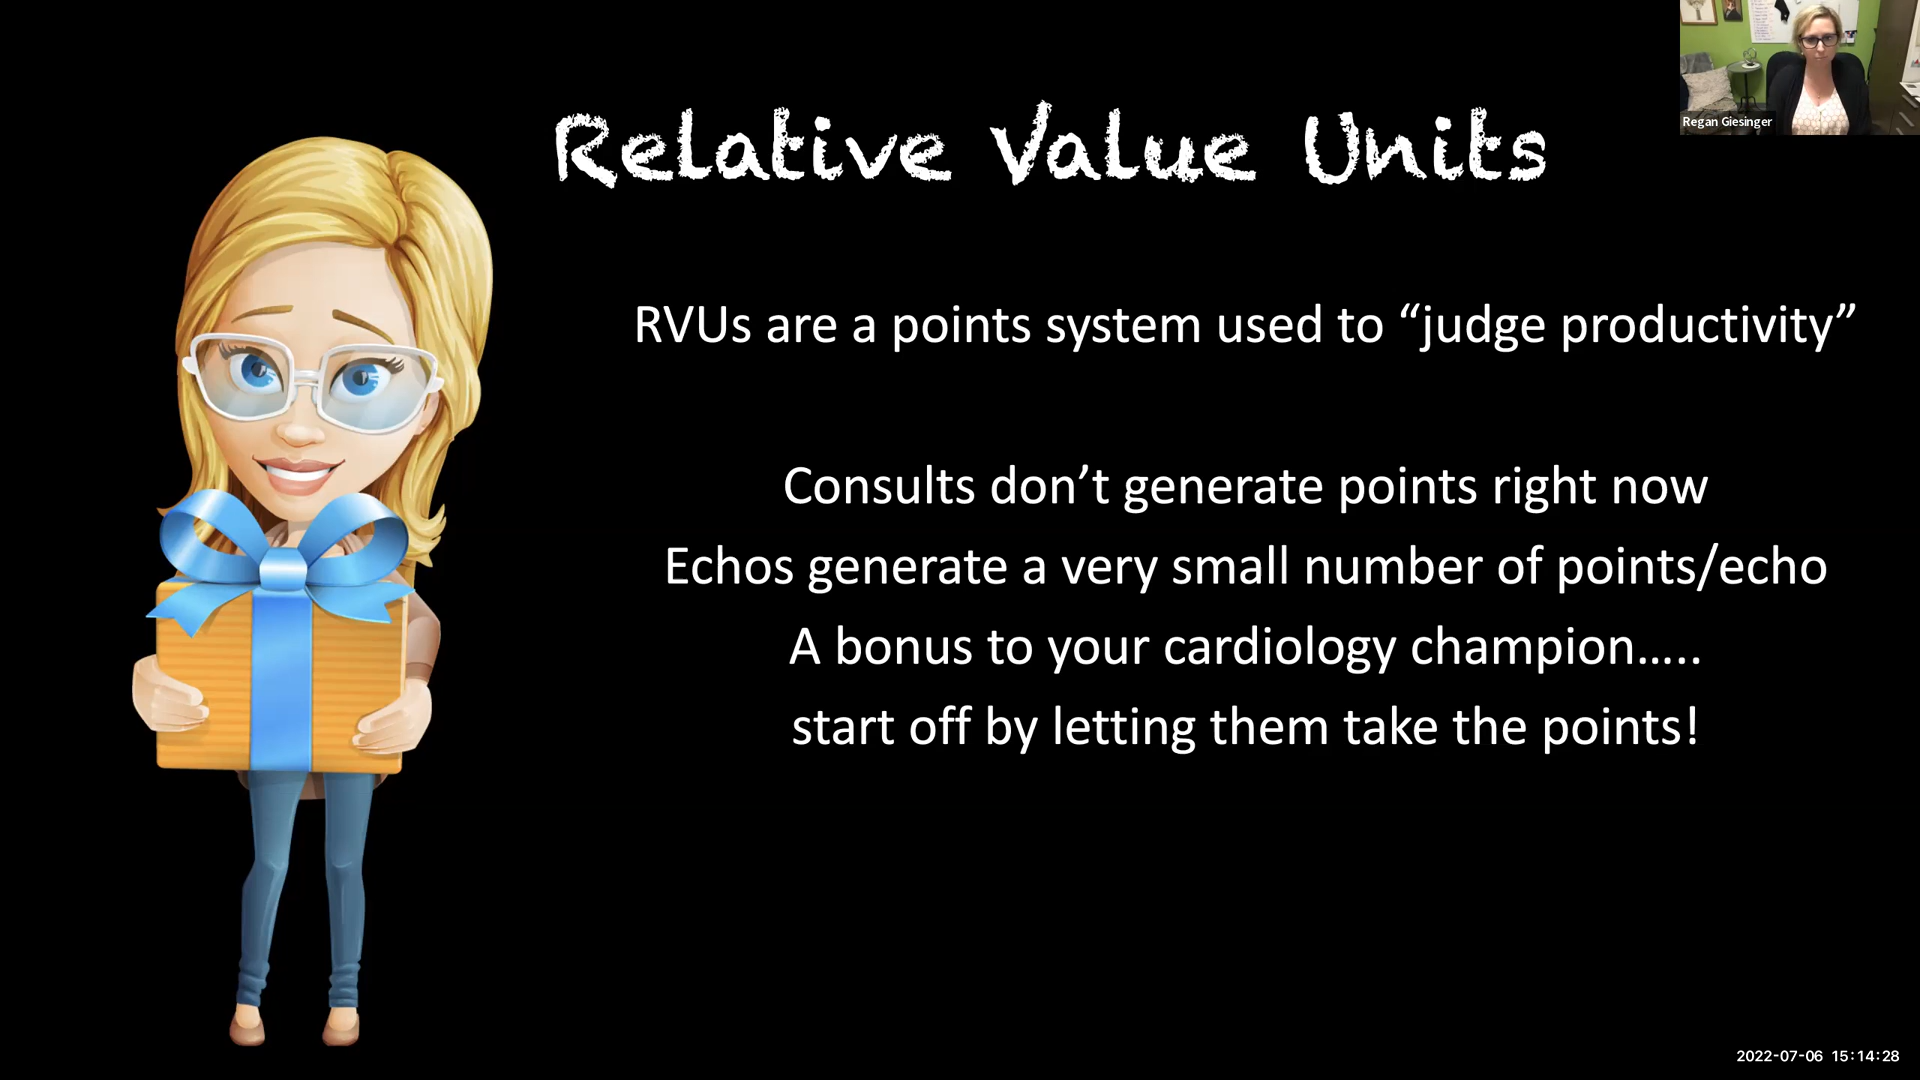 Regan Giesinger
Relative Value Units
RVUs are a points system used to “judge productivity”
Consults don’t generate points right now
Echos generate a very small number of points/echo
A bonus to your cardiology champion…..
start off by letting them take the points!
2022-07-06 15:14:28